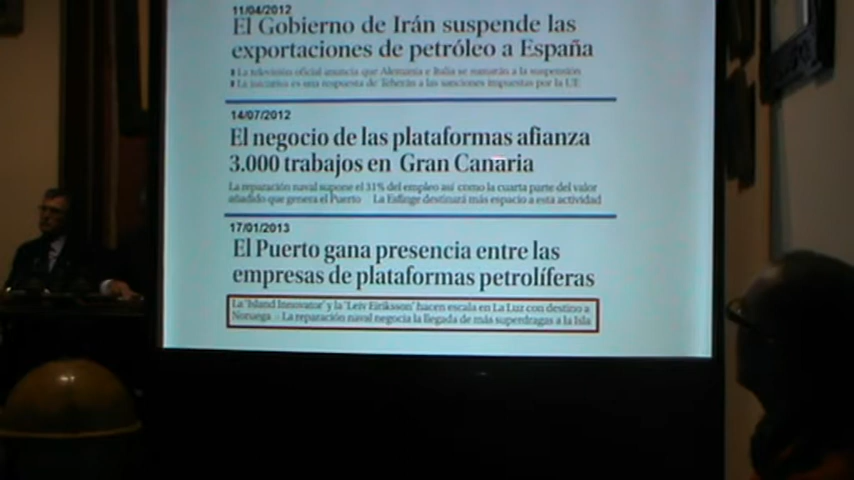 11/04/2012
El Gobierno de Irán suspende las
exportaciones de petróleo a España
La televisión oficial anuncia que Alemania e Italia se sumarán a la suspensión
La iniciativa es una respuesta de Teherán a las sanciones impuestas por la UE
14/07/2012
El negocio de las plataformas afianza
3.000 trabajos en Gran Canaria
La reparación naval supone el 31% del empleo así como la cuarta parte del valor
añadido que genera el Puerto La Esfinge destinará más espacio a esta actividad
17/01/2013
El Puerto gana presencia entre las
empresas de plataformas petrolíferas
La 'Island Innovator' y la 'Leiv Eiriksson' hacen escala en La Luz con destino a
Noruega La reparación naval negocia la llegada de más superdragas a la Isla